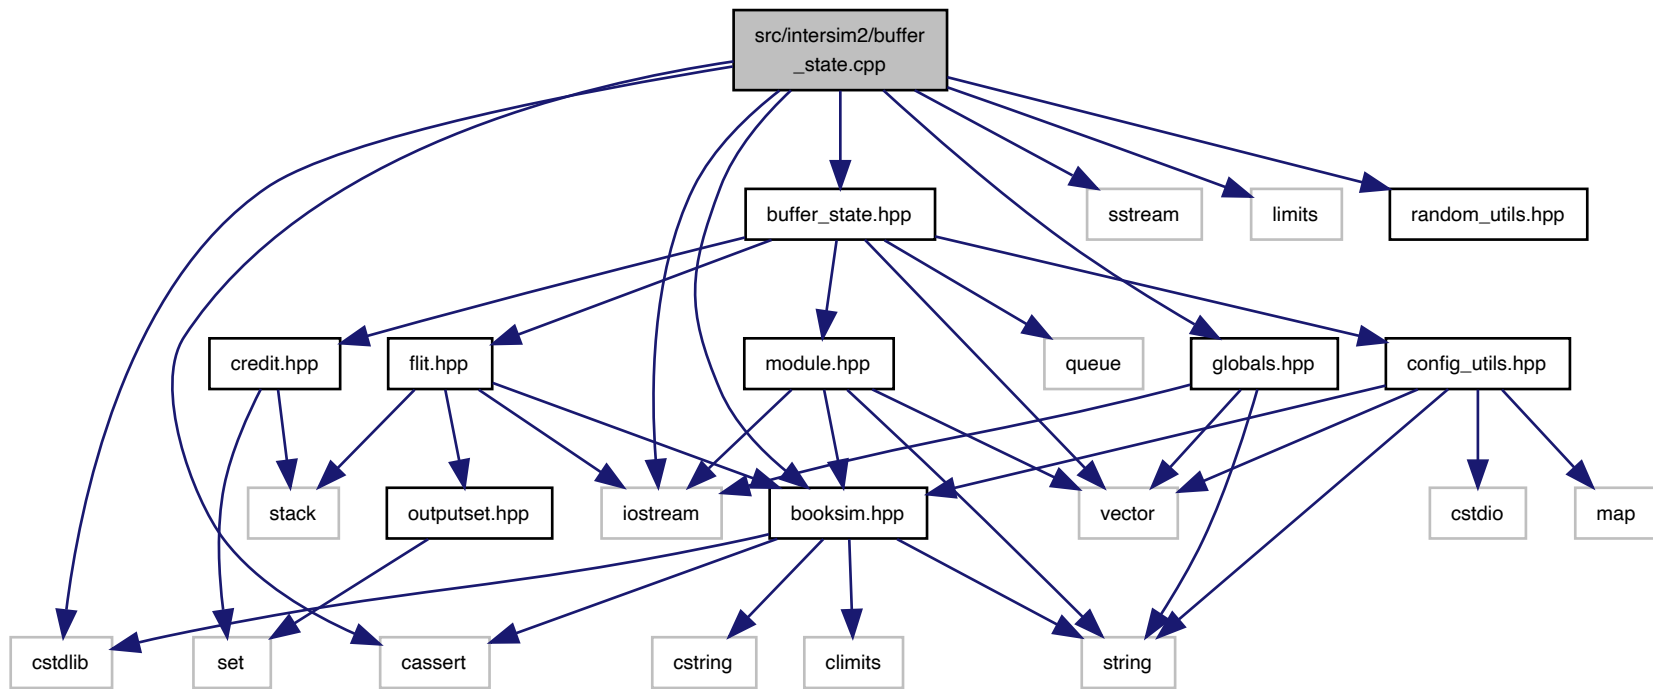 src/intersim2/buffer
_state.cpp
buffer_state.hpp
sstream
limits
random_utils.hpp
credit.hpp
flit.hpp
module.hpp
queue
globals.hpp
config_utils.hpp
stack
outputset.hpp
iostream
booksim.hpp
vector
cstdio
map
cstdlib
set
cassert
cstring
climits
string